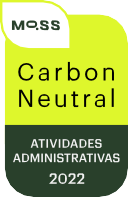 MOSS
Carbon
Neutral
ATIVIDADES
ADMINISTRATIVAS
2022